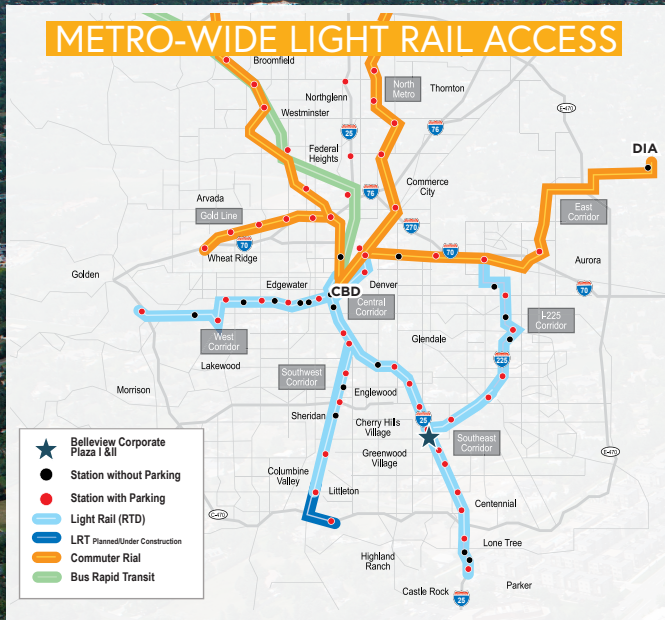 METRO-WIDE LIGHT RAIL ACCESS
Broomfield
North
Metro
Thornton
Northglenn
Westminster
25
76
E-470
Federal
Heights
DIA
76
Commerce
City
Arvada
Gold Line
270
East
Corridor
70
70
Wheat Ridge
Aurora
Golden
Edgewater
CBD
Denver
70
Central
Corridor
I-225
Corridor
West
Corridor
Glendale
Lakewood
225
Southwest
Corridor
Morrison
Englewood
Sheridan
25
Cherry Hills
Village
Southeast
Corridor
Greenwood
Village
E-470
Columbine
Valley
Littleton
Centennial
C-470
Lone Tree
Highland
Ranch
Parker
Castle Rock
25
Belleview Corporate
Plaza I &II
Station without Parking
Station with Parking
Light Rail (RTD)
LRT Planned/Under Construction
Commuter Rial
Bus Rapid Transit